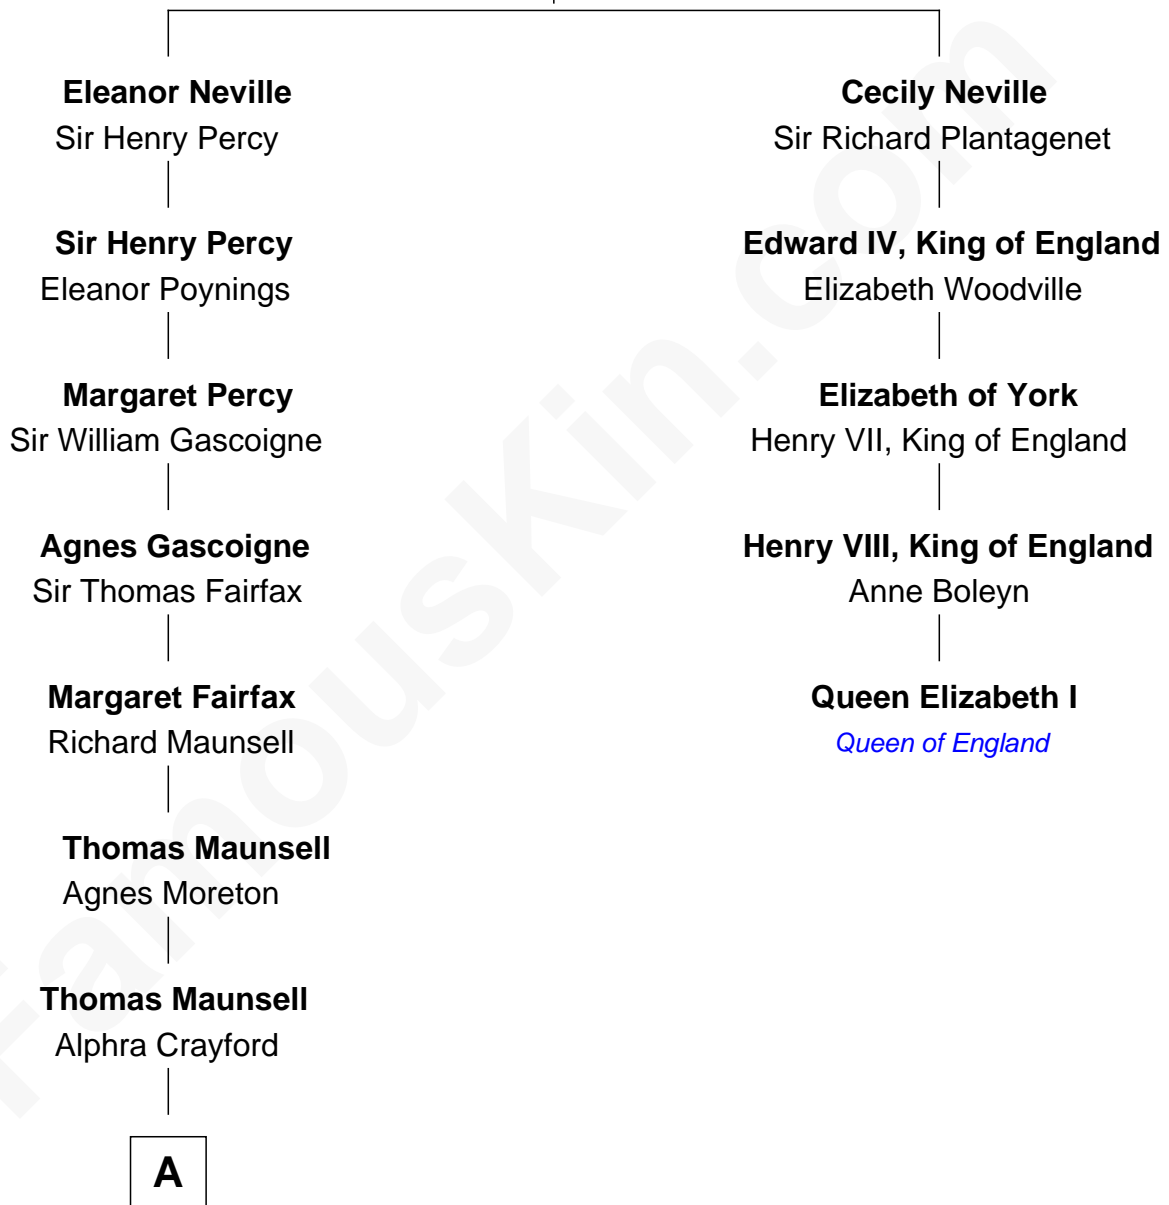 Eleanor Neville
Sir Henry Percy
Cecily Neville
Sir Richard Plantagenet
Sir Henry Percy
Eleanor Poynings
Edward IV, King of England
Elizabeth Woodville
Margaret Percy
Sir William Gascoigne
Elizabeth of York
Henry VII, King of England
Agnes Gascoigne
Sir Thomas Fairfax
Henry VIII, King of England
Anne Boleyn
Margaret Fairfax
Richard Maunsell
Queen Elizabeth I
Queen of England
Thomas Maunsell
Agnes Moreton
Thomas Maunsell
Alphra Crayford
A
FamousKin.com